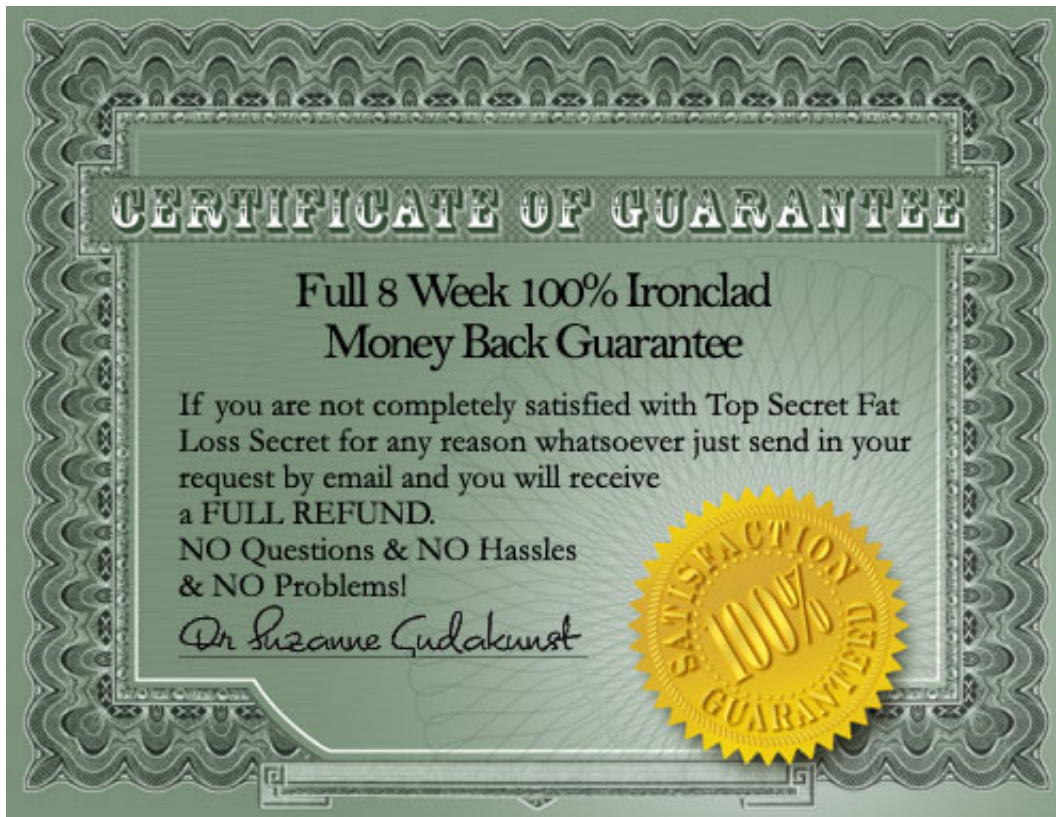 CERTIFICATE OF GUARANTEE
Full 8 Week 100% Ironclad
Money Back Guarantee
If you are not completely satisfied with Top Secret Fat
Loss Secret for any reason whatsoever just send in your
request by email and you will receive
a FULL REFUND.
NO Questions & NO Hassles
& NO Problems!
Dr Suzanne Gudakunst
SATISFACTION
100%
GUARANTEED